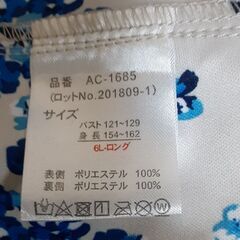 品番 AC-1685
(ロットNo.201809-1)
サイズ
バスト 121~129
身長 154~162
6L-ロング
表側 ポリエステル 100%
裏側 ポリエステル 100%